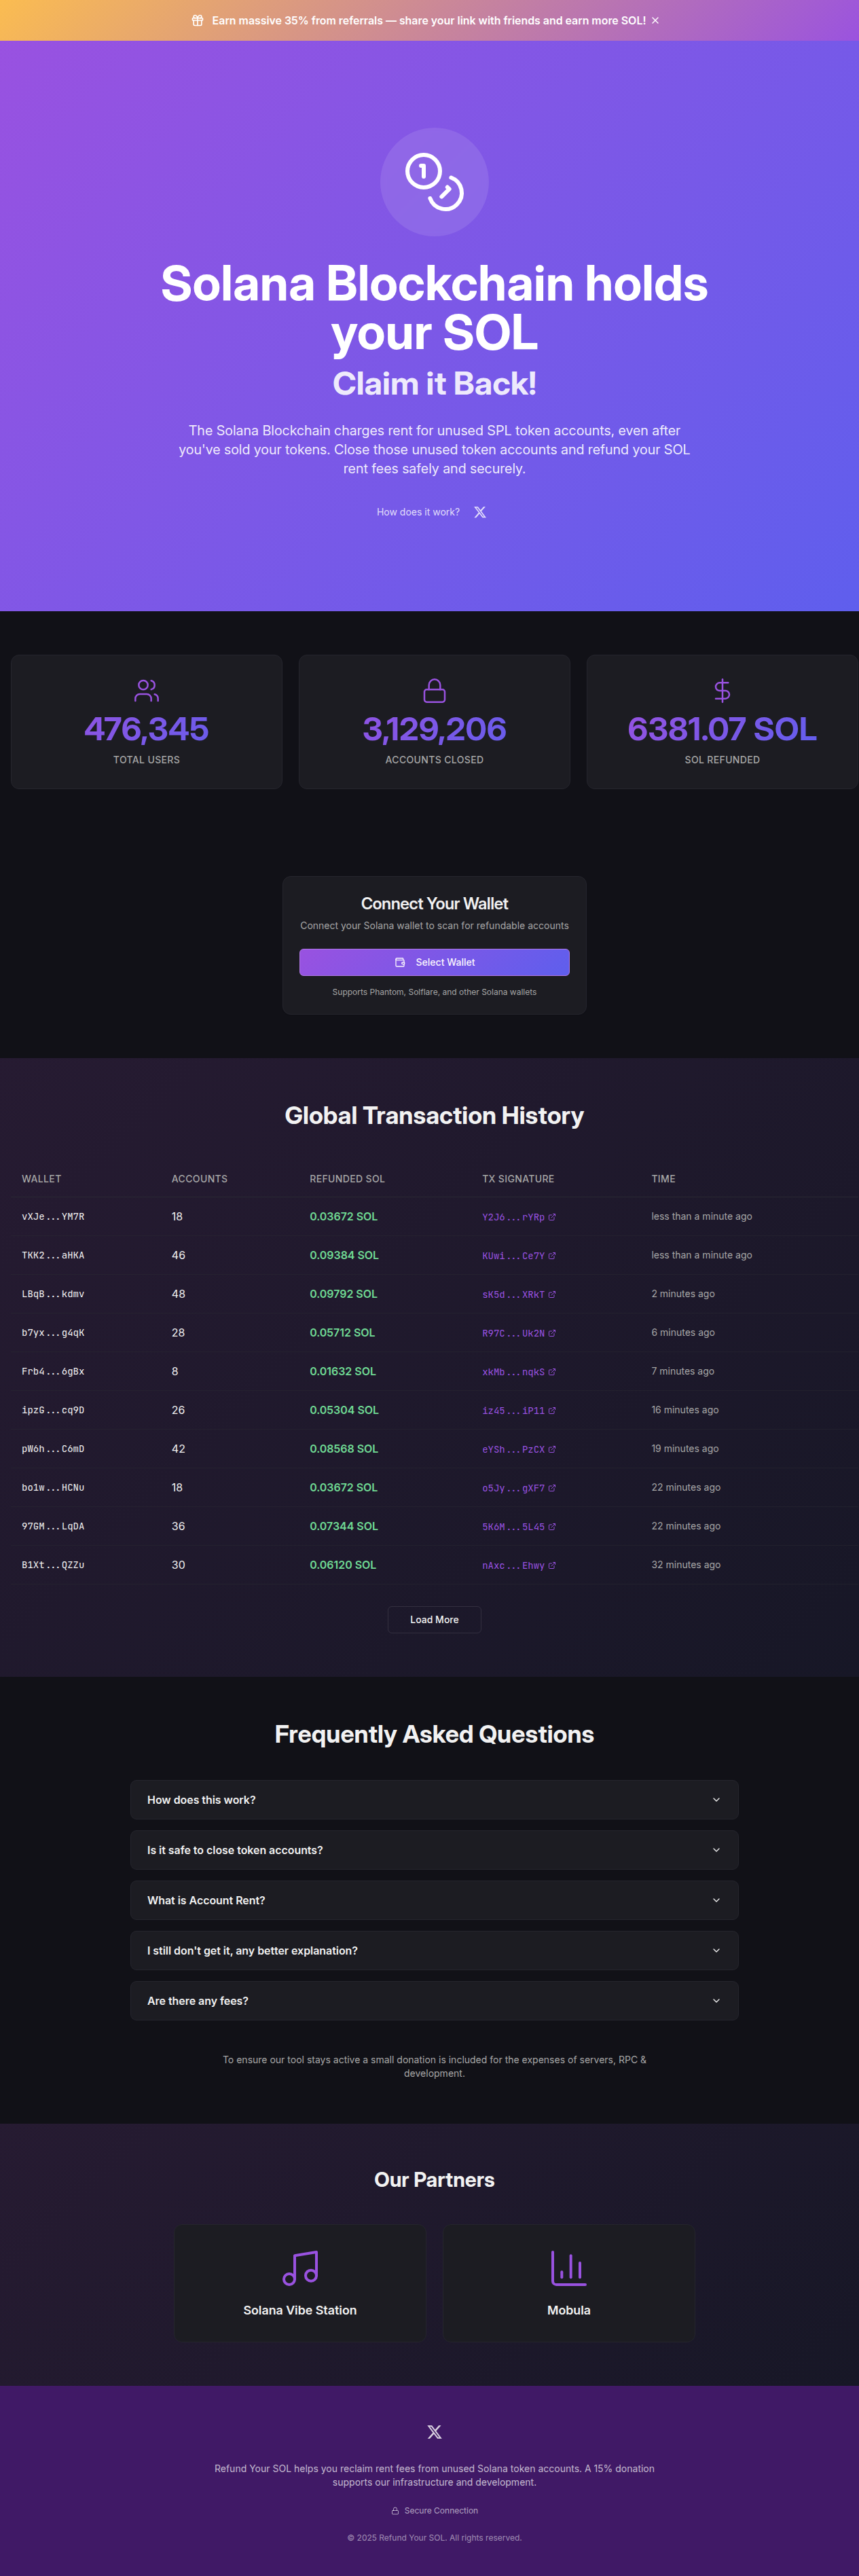 Earn massive 35% from referrals — share your link with friends and earn more SOL!
Solana Blockchain holds
your SOL
Claim it Back!
The Solana Blockchain charges rent for unused SPL token accounts, even after
you've sold your tokens. Close those unused token accounts and refund your SOL
rent fees safely and securely.
How does it work?
476,345
TOTAL USERS
3,129,206
ACCOUNTS CLOSED
6381.07 SOL
SOL REFUNDED
Connect Your Wallet
Connect your Solana wallet to scan for refundable accounts
Select Wallet
Supports Phantom, Solflare, and other Solana wallets
Global Transaction History
WALLET ACCOUNTS REFUNDED SOL TX SIGNATURE TIME
vXJe...YM7R 18 0.03672 SOL Y2J6...rYRp less than a minute ago
TKK2...aHKA 46 0.09384 SOL KUwi...Ce7Y less than a minute ago
LBqB...kdmv 48 0.09792 SOL sK5d...XRkT 2 minutes ago
b7yx...g4qK 28 0.05712 SOL R97C...Uk2N 6 minutes ago
Frb4...6gBx 8 0.01632 SOL xkMb...nqkS 7 minutes ago
ipzG...cq9D 26 0.05304 SOL iz45...iP11 16 minutes ago
pW6h...C6mD 42 0.08568 SOL eYSh...PzCX 19 minutes ago
bo1w...HCNu 18 0.03672 SOL o5Jy...gXF7 22 minutes ago
97GM...LqDA 36 0.07344 SOL 5K6M...5L45 22 minutes ago
B1Xt...QZZu 30 0.06120 SOL nAxc...Ehwy 32 minutes ago
Load More
Frequently Asked Questions
How does this work?
Is it safe to close token accounts?
What is Account Rent?
I still don't get it, any better explanation?
Are there any fees?
To ensure our tool stays active a small donation is included for the expenses of servers, RPC &
development.
Our Partners
Solana Vibe Station
Mobula
Refund Your SOL helps you reclaim rent fees from unused Solana token accounts. A 15% donation
supports our infrastructure and development.
Secure Connection
© 2025 Refund Your SOL. All rights reserved.